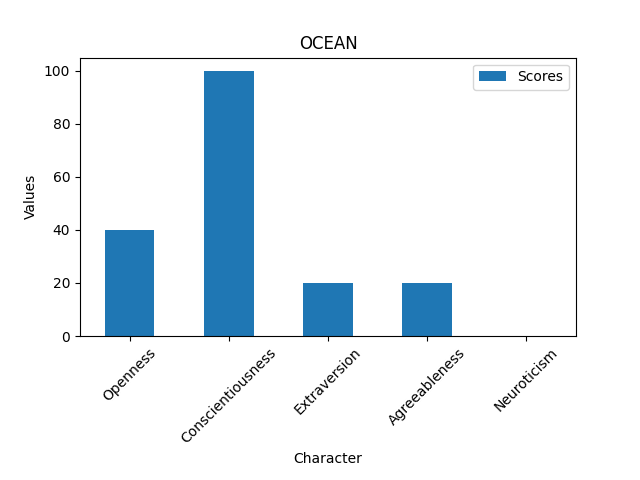 OCEAN
Scores
Values
100
80
60
40
20
0
Openness
Conscientiousness
Extraversion
Agreeableness
Neuroticism
Character